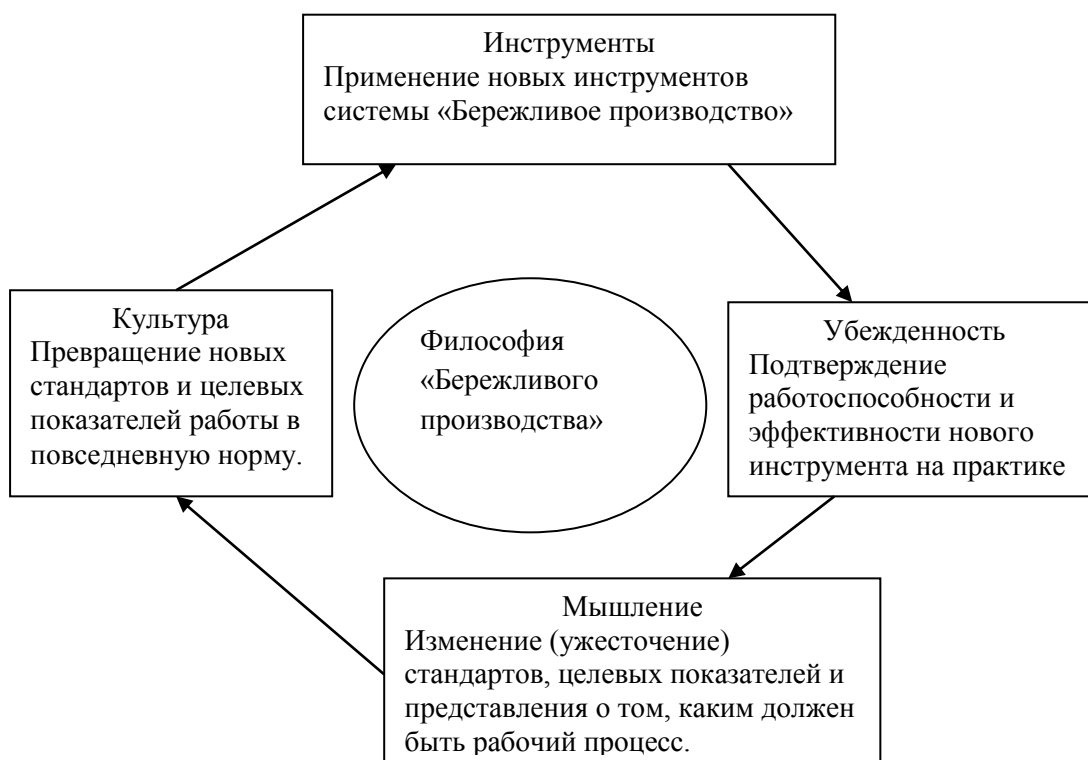 Инструменты
Применение новых инструментов
системы «Бережливое производство»
Культура
Превращение новых
стандартов и целевых
показателей работы в
повседневную норму.
Философия
«Бережливого
производства»
Убежденность
Подтверждение
работоспособности и
эффективности нового
инструмента на практике
Мышление
Изменение (ужесточение)
стандартов, целевых показателей и
представления о том, каким должен
быть рабочий процесс.